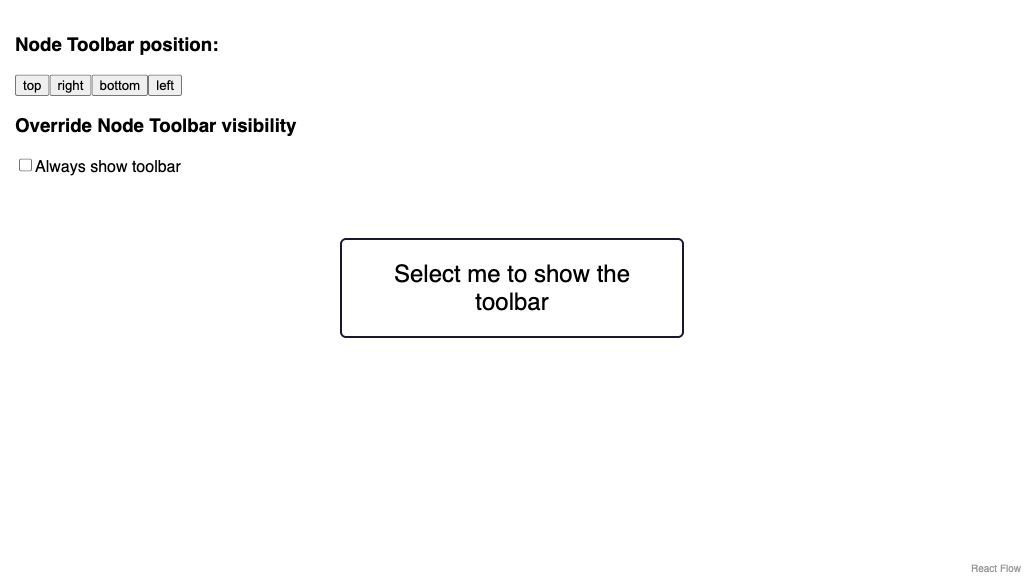 Node Toolbar position:
top right bottom left
Override Node Toolbar visibility
Always show toolbar
Select me to show the
toolbar
React Flow